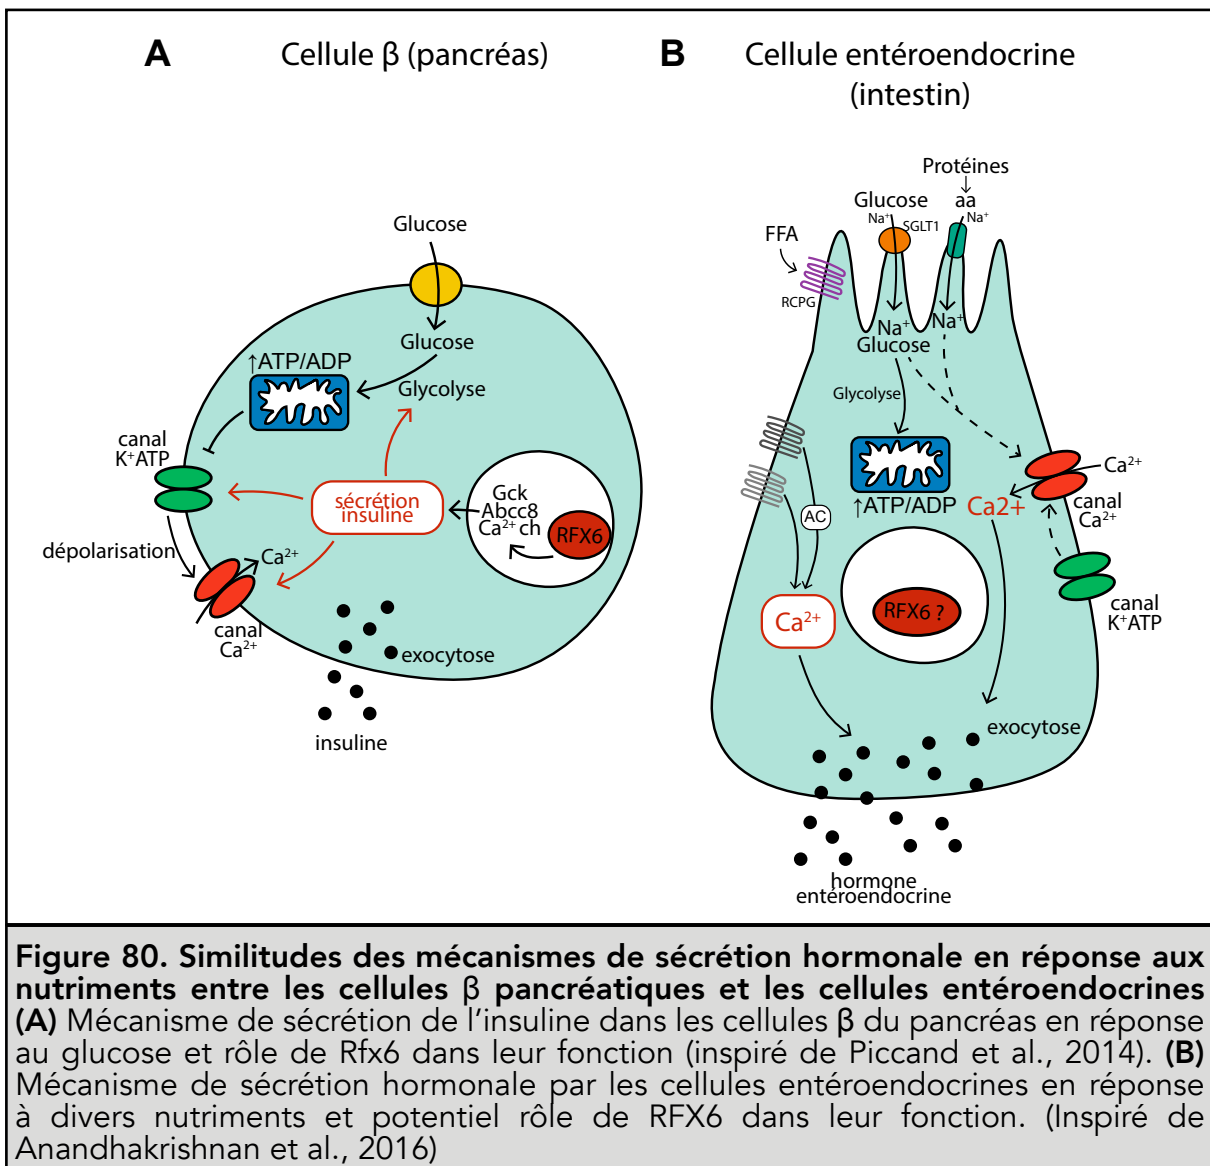 A Cellule β (pancréas)
Glucose
Glucose
↑ATP/ADP
Glycolyse
canal
K⁺ATP
sécrétion
insuline
Gck
Abcc8
Ca²⁺ ch
RFX6
dépolarisation
Ca²⁺
canal
Ca²⁺
exocytose
insuline
B Cellule entéroendocrine
(intestin)
Protéines
aa
Glucose
Na⁺
Na⁺
SGLT1
FFA
RCPG
Na⁺
Na⁺
Glucose
Glycolyse
↑ATP/ADP
Ca²⁺
Ca2+
canal
Ca²⁺
AC
RFX6 ?
canal
K⁺ATP
Ca²⁺
exocytose
hormone
entéroendocrine
Figure 80. Similitudes des mécanismes de sécrétion hormonale en réponse aux
nutriments entre les cellules β pancréatiques et les cellules entéroendocrines
(A) Mécanisme de sécrétion de l'insuline dans les cellules β du pancréas en réponse
au glucose et rôle de Rfx6 dans leur fonction (inspiré de Piccand et al., 2014). (B)
Mécanisme de sécrétion hormonale par les cellules entéroendocrines en réponse
à divers nutriments et potentiel rôle de RFX6 dans leur fonction. (Inspiré de
Anandhakrishnan et al., 2016)